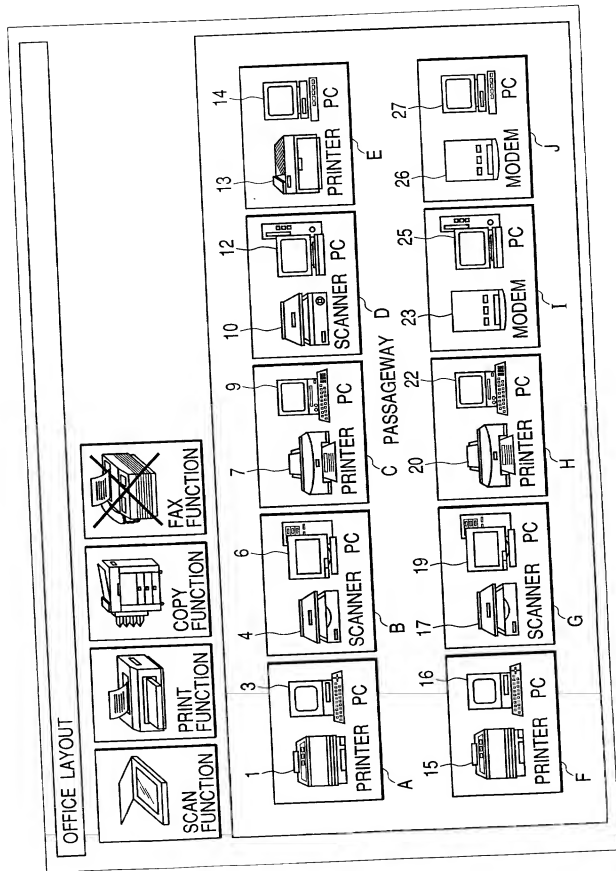 OFFICE LAYOUT
SCAN
FUNCTION
PRINT
FUNCTION
COPY
FUNCTION
FAX
FUNCTION
1
3
PRINTER PC
A
4
6
SCANNER PC
B
7
9
PRINTER PC
C
10
12
SCANNER PC
D
13
14
PRINTER PC
E
PASSAGEWAY
15
16
PRINTER PC
F
17
19
SCANNER PC
G
20
22
PRINTER PC
H
23
25
MODEM PC
I
26
27
MODEM PC
J